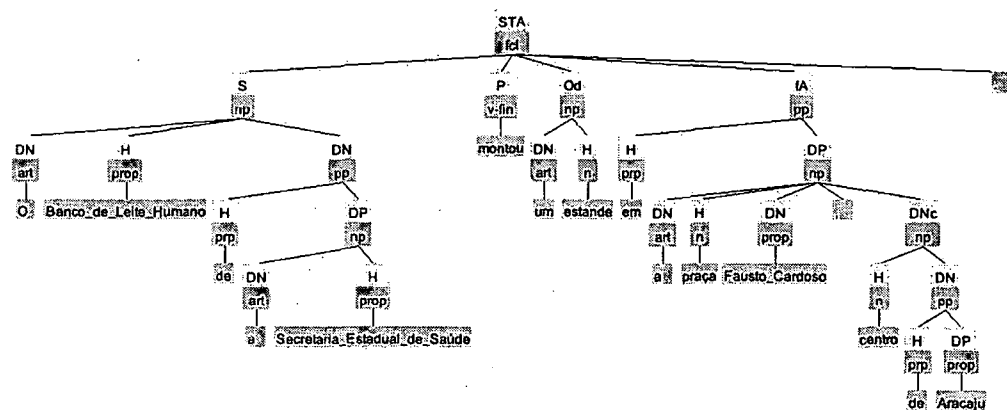 STA
fcl
S P Od fA
np v-fin np pp
DN H DN montou DN H H DP
art prop pp art n prp np
O Banco_de_Leite_Humano H DP um estande em DN H DN DNc
prp np art n prop np
de DN H a praça Fausto_Cardoso H DN
art prop n pp
a Secretaria_Estadual_de_Saúde centro H DP
prp prop
de Aracaju